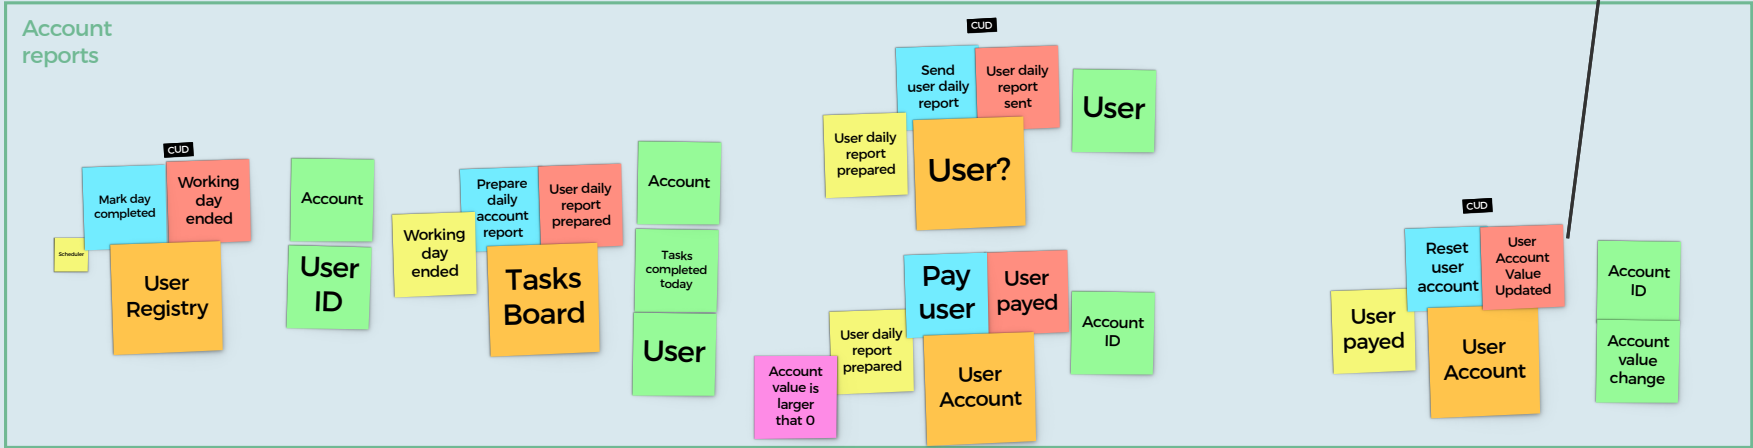 Account
reports
CUD
Mark day
completed
Working
day
ended
Scheduler
User
Registry
Account
User
ID
Working
day
ended
Prepare
daily
account
report
User daily
report
prepared
Tasks
Board
Account
Tasks
completed
today
User
CUD
Send
user daily
report
User daily
report
sent
User daily
report
prepared
User?
User
Pay
user
User
payed
User daily
report
prepared
Account
value is
larger
that 0
User
Account
Account
ID
CUD
Reset
user
account
User
Account
Value
Updated
User
payed
User
Account
Account
ID
Account
value
change